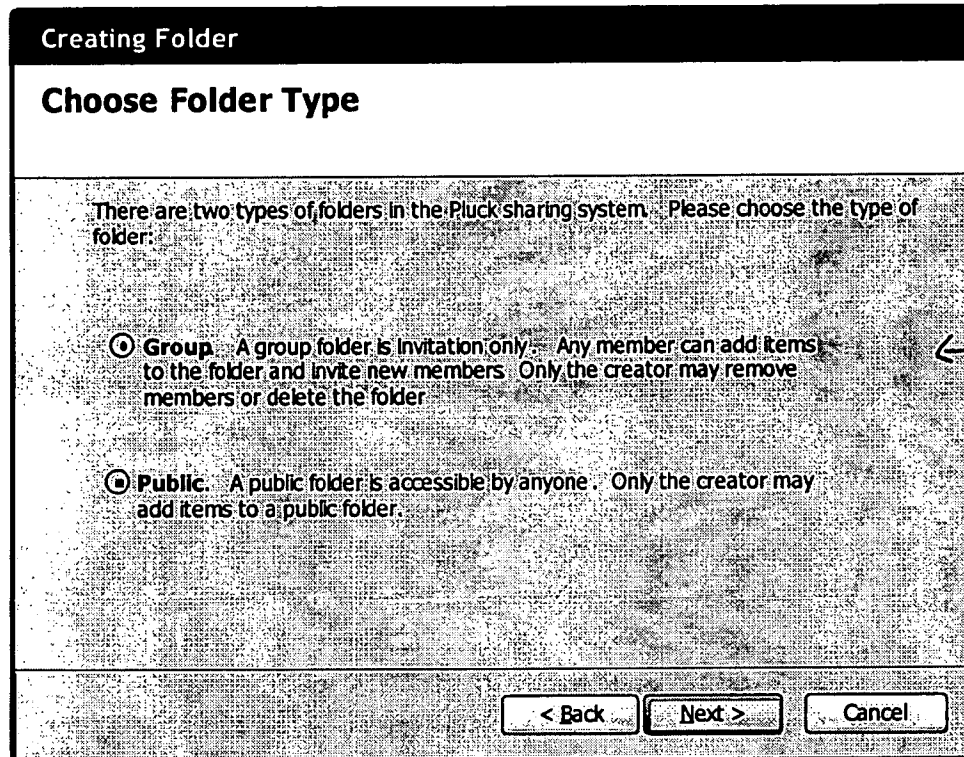 Creating Folder
Choose Folder Type
There are two types of folders in the Pluck sharing system. Please choose the type of
folder:
Group. A group folder is invitation only. Any member can add items
to the folder and invite new members. Only the creator may remove
members or delete the folder
Public. A public folder is accessible by anyone. Only the creator may
add items to a public folder.
< Back Next > Cancel